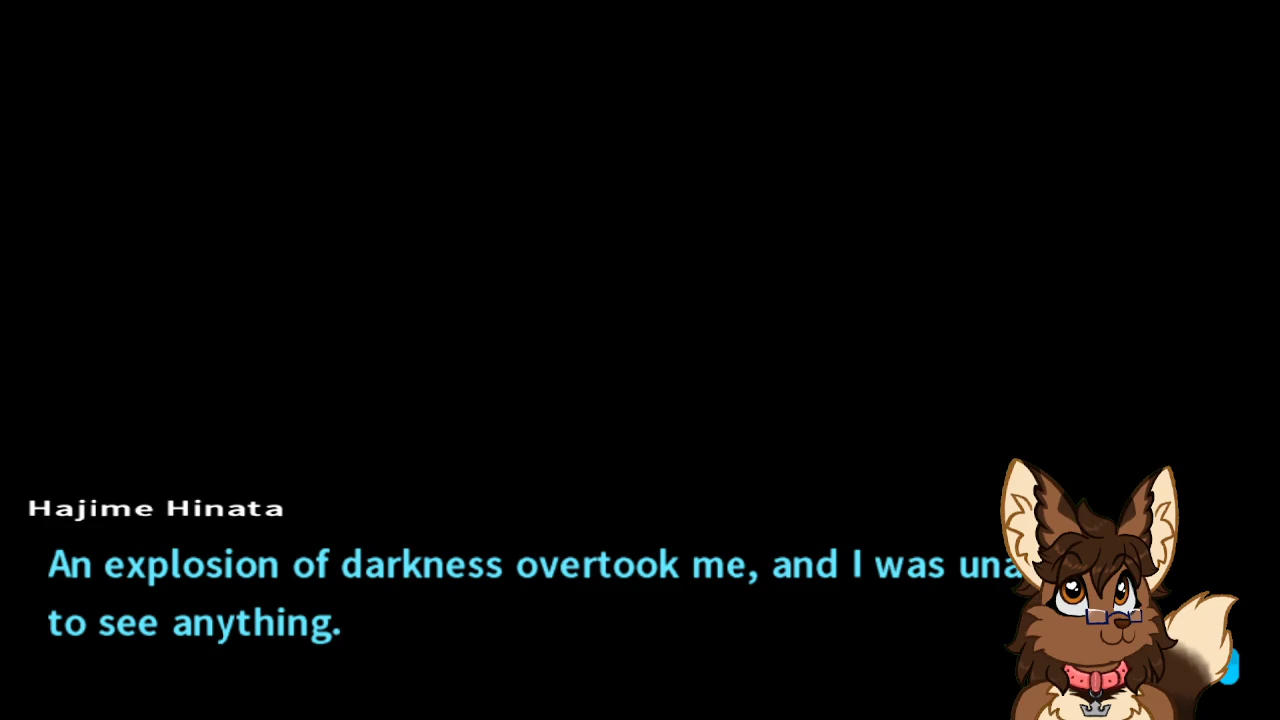 Hajime Hinata
An explosion of darkness overtook me, and I was una
to see anything.